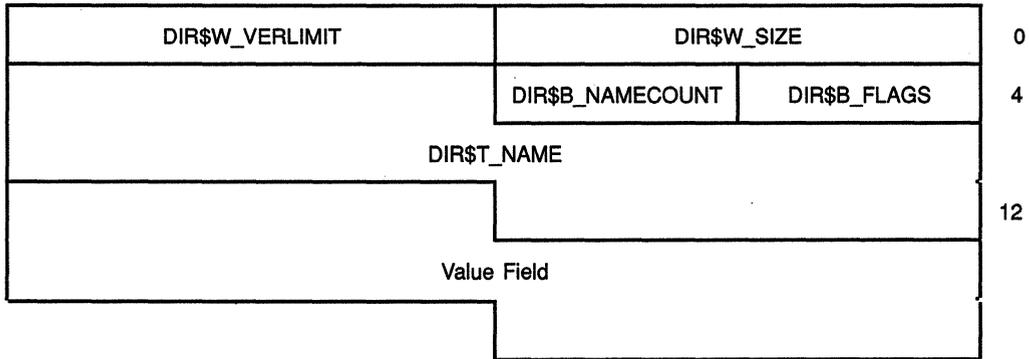 DIR$W_VERLIMIT DIR$W_SIZE 0
DIR$B_NAMECOUNT DIR$B_FLAGS 4
DIR$T_NAME
12
Value Field